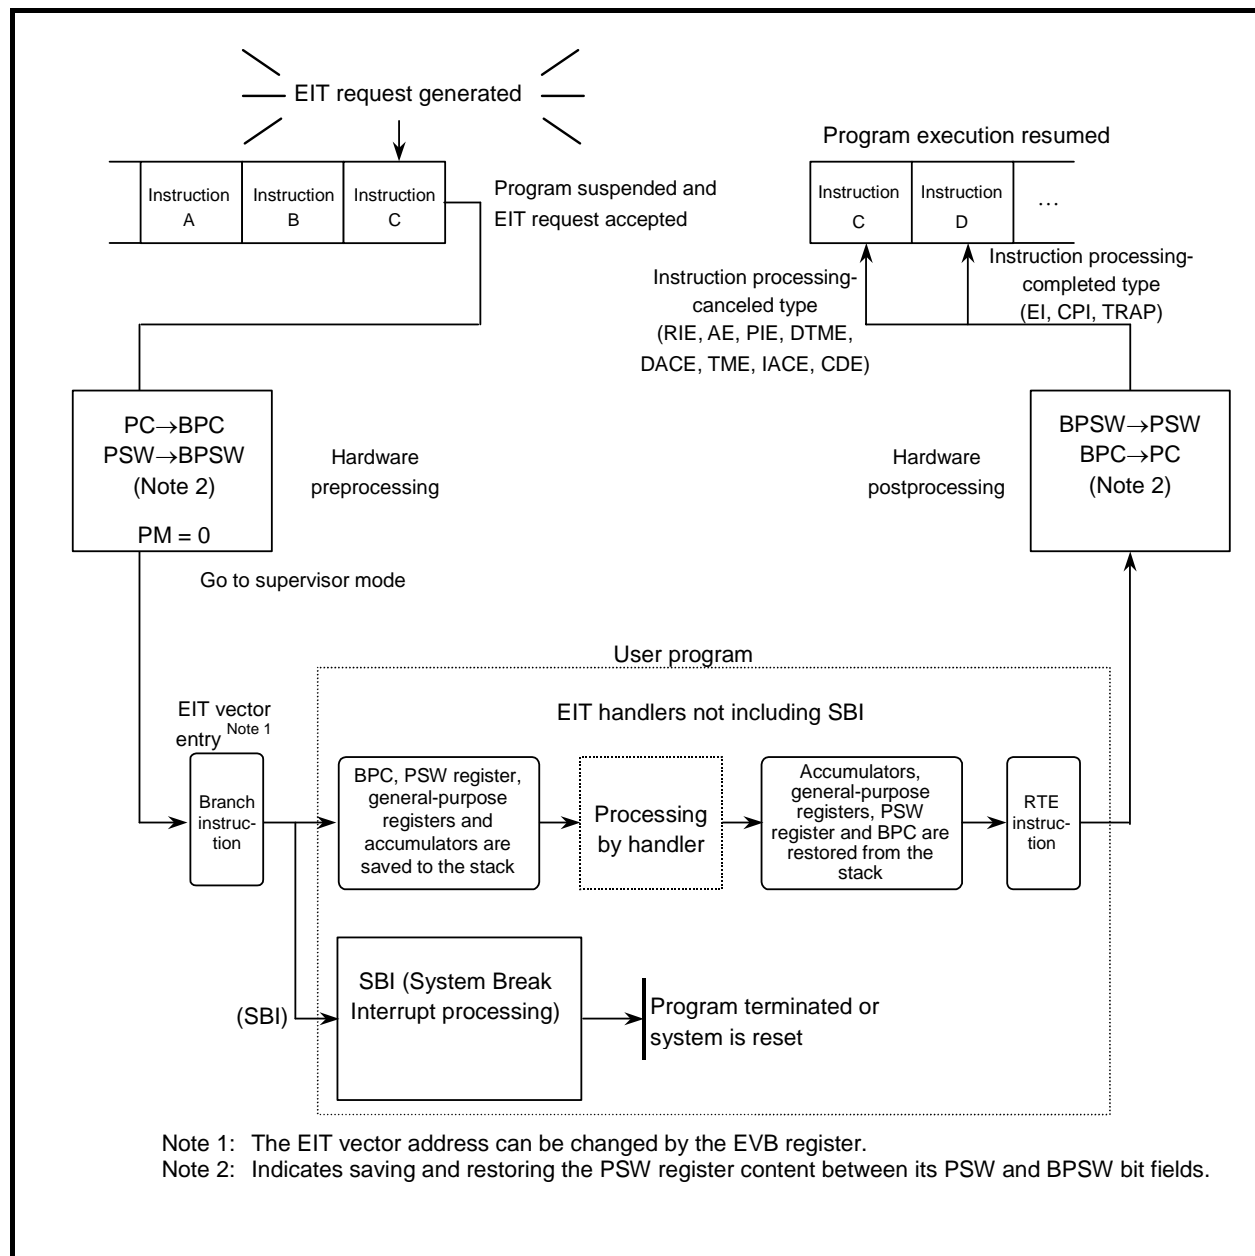 EIT request generated
Program execution resumed
Instruction
A
Instruction
B
Instruction
C
Program suspended and
EIT request accepted
Instruction
C
Instruction
D
…
Instruction processing-
canceled type
(RIE, AE, PIE, DTME,
DACE, TME, IACE, CDE)
Instruction processing-
completed type
(EI, CPI, TRAP)
PC→BPC
PSW→BPSW
(Note 2)
PM = 0
Hardware
preprocessing
Hardware
postprocessing
BPSW→PSW
BPC→PC
(Note 2)
Go to supervisor mode
User program
EIT handlers not including SBI
EIT vector
entry Note 1
Branch
instruc-
tion
BPC, PSW register,
general-purpose
registers and
accumulators are
saved to the stack
Processing
by handler
Accumulators,
general-purpose
registers, PSW
register and BPC are
restored from the
stack
RTE
instruc-
tion
(SBI)
SBI (System Break
Interrupt processing)
Program terminated or
system is reset
Note 1: The EIT vector address can be changed by the EVB register.
Note 2: Indicates saving and restoring the PSW register content between its PSW and BPSW bit fields.